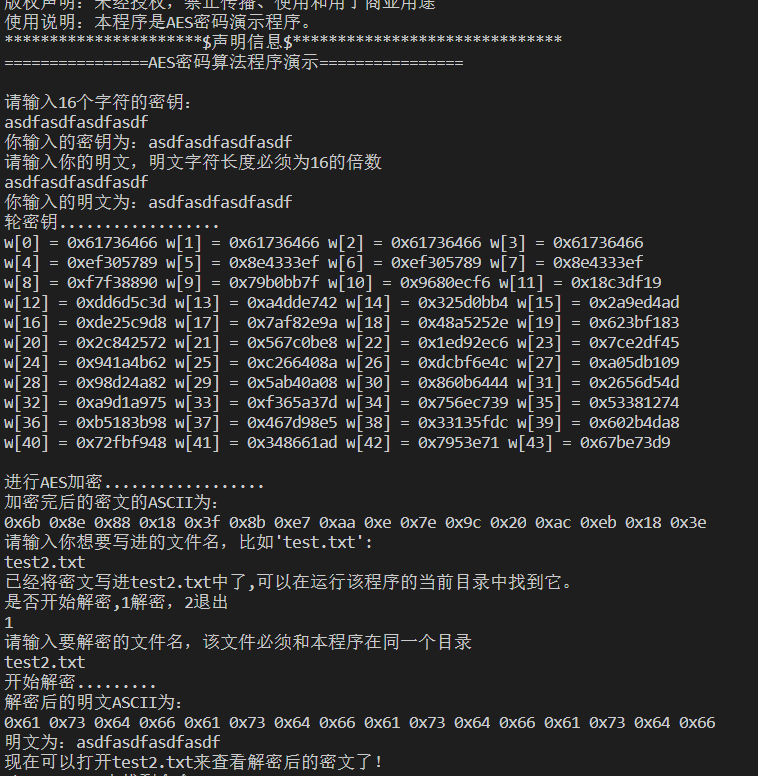 版权声明：未经授权，禁止传播、使用和用于商业用途
使用说明：本程序是AES密码演示程序。
**********************$声明信息$******************************
================AES密码算法程序演示================
请输入16个字符的密钥：
asdfasdfasdfasdf
你输入的密钥为：asdfasdfasdfasdf
请输入你的明文，明文字符长度必须为16的倍数
asdfasdfasdfasdf
你输入的明文为：asdfasdfasdfasdf
轮密钥..................
w[0] = 0x61736466 w[1] = 0x61736466 w[2] = 0x61736466 w[3] = 0x61736466
w[4] = 0xef305789 w[5] = 0x8e4333ef w[6] = 0xef305789 w[7] = 0x8e4333ef
w[8] = 0xf7f38890 w[9] = 0x79b0bb7f w[10] = 0x9680ecf6 w[11] = 0x18c3df19
w[12] = 0xdd6d5c3d w[13] = 0xa4dde742 w[14] = 0x325d0bb4 w[15] = 0x2a9ed4ad
w[16] = 0xde25c9d8 w[17] = 0x7af82e9a w[18] = 0x48a5252e w[19] = 0x623bf183
w[20] = 0x2c842572 w[21] = 0x567c0be8 w[22] = 0x1ed92ec6 w[23] = 0x7ce2df45
w[24] = 0x941a4b62 w[25] = 0xc266408a w[26] = 0xdcbf6e4c w[27] = 0xa05db109
w[28] = 0x98d24a82 w[29] = 0x5ab40a08 w[30] = 0x860b6444 w[31] = 0x2656d54d
w[32] = 0xa9d1a975 w[33] = 0xf365a37d w[34] = 0x756ec739 w[35] = 0x53381274
w[36] = 0xb5183b98 w[37] = 0x467d98e5 w[38] = 0x33135fdc w[39] = 0x602b4da8
w[40] = 0x72fbf948 w[41] = 0x348661ad w[42] = 0x7953e71 w[43] = 0x67be73d9
进行AES加密..................
加密完后的密文的ASCII为：
0x6b 0x8e 0x88 0x18 0x3f 0x8b 0xe7 0xaa 0xe 0x7e 0x9c 0x20 0xac 0xeb 0x18 0x3e
请输入你想要写进的文件名，比如'test.txt':
test2.txt
已经将密文写进test2.txt中了,可以在运行该程序的当前目录中找到它。
是否开始解密,1解密，2退出
1
请输入要解密的文件名，该文件必须和本程序在同一个目录
test2.txt
开始解密.........
解密后的明文ASCII为：
0x61 0x73 0x64 0x66 0x61 0x73 0x64 0x66 0x61 0x73 0x64 0x66 0x61 0x73 0x64 0x66
明文为：asdfasdfasdfasdf
现在可以打开test2.txt来查看解密后的密文了！